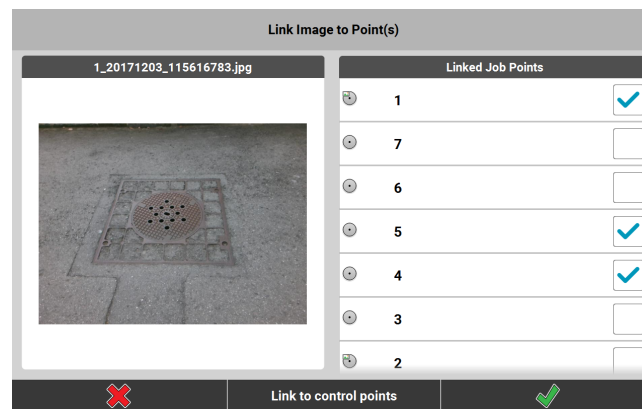 Link Image to Point(s)
1_20171203_115616783.jpg
Linked Job Points
1
7
6
5
4
3
2
Link to control points